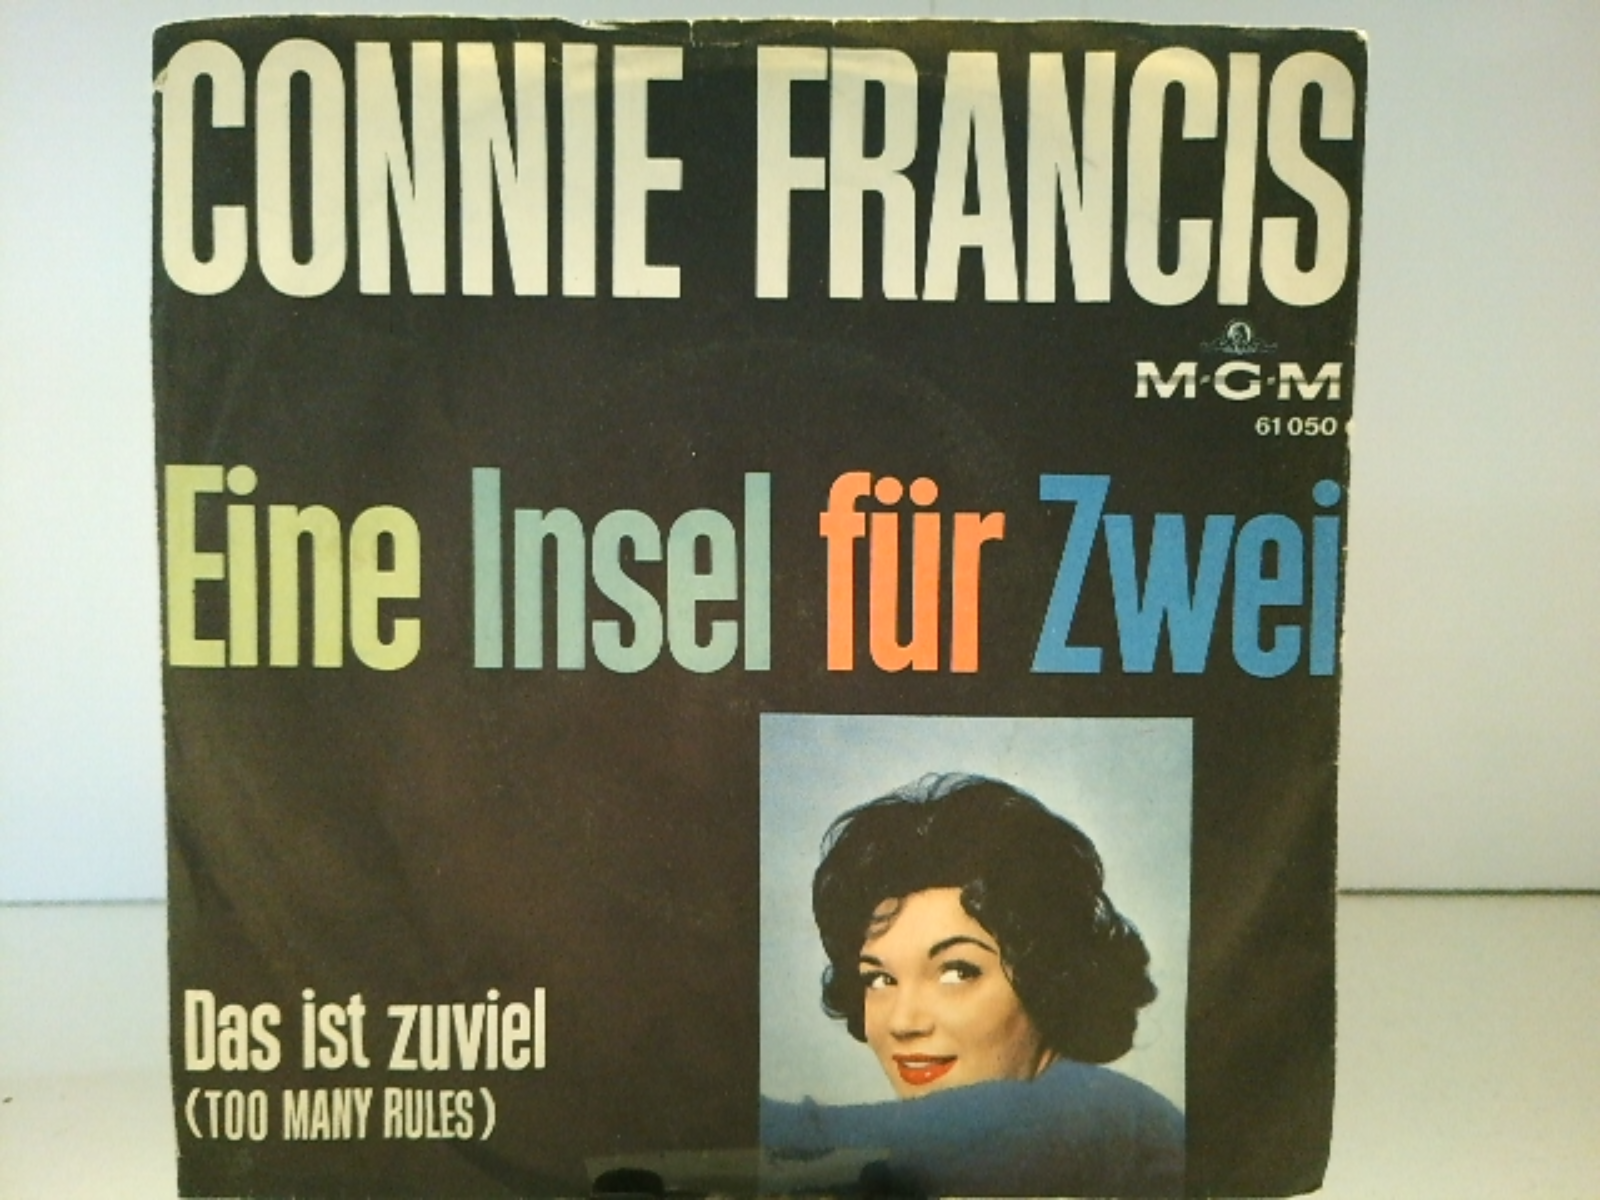 CONNIE FRANCIS
M-G-M
61 050
Eine Insel für Zwei
Das ist zuviel
(TOO MANY RULES)